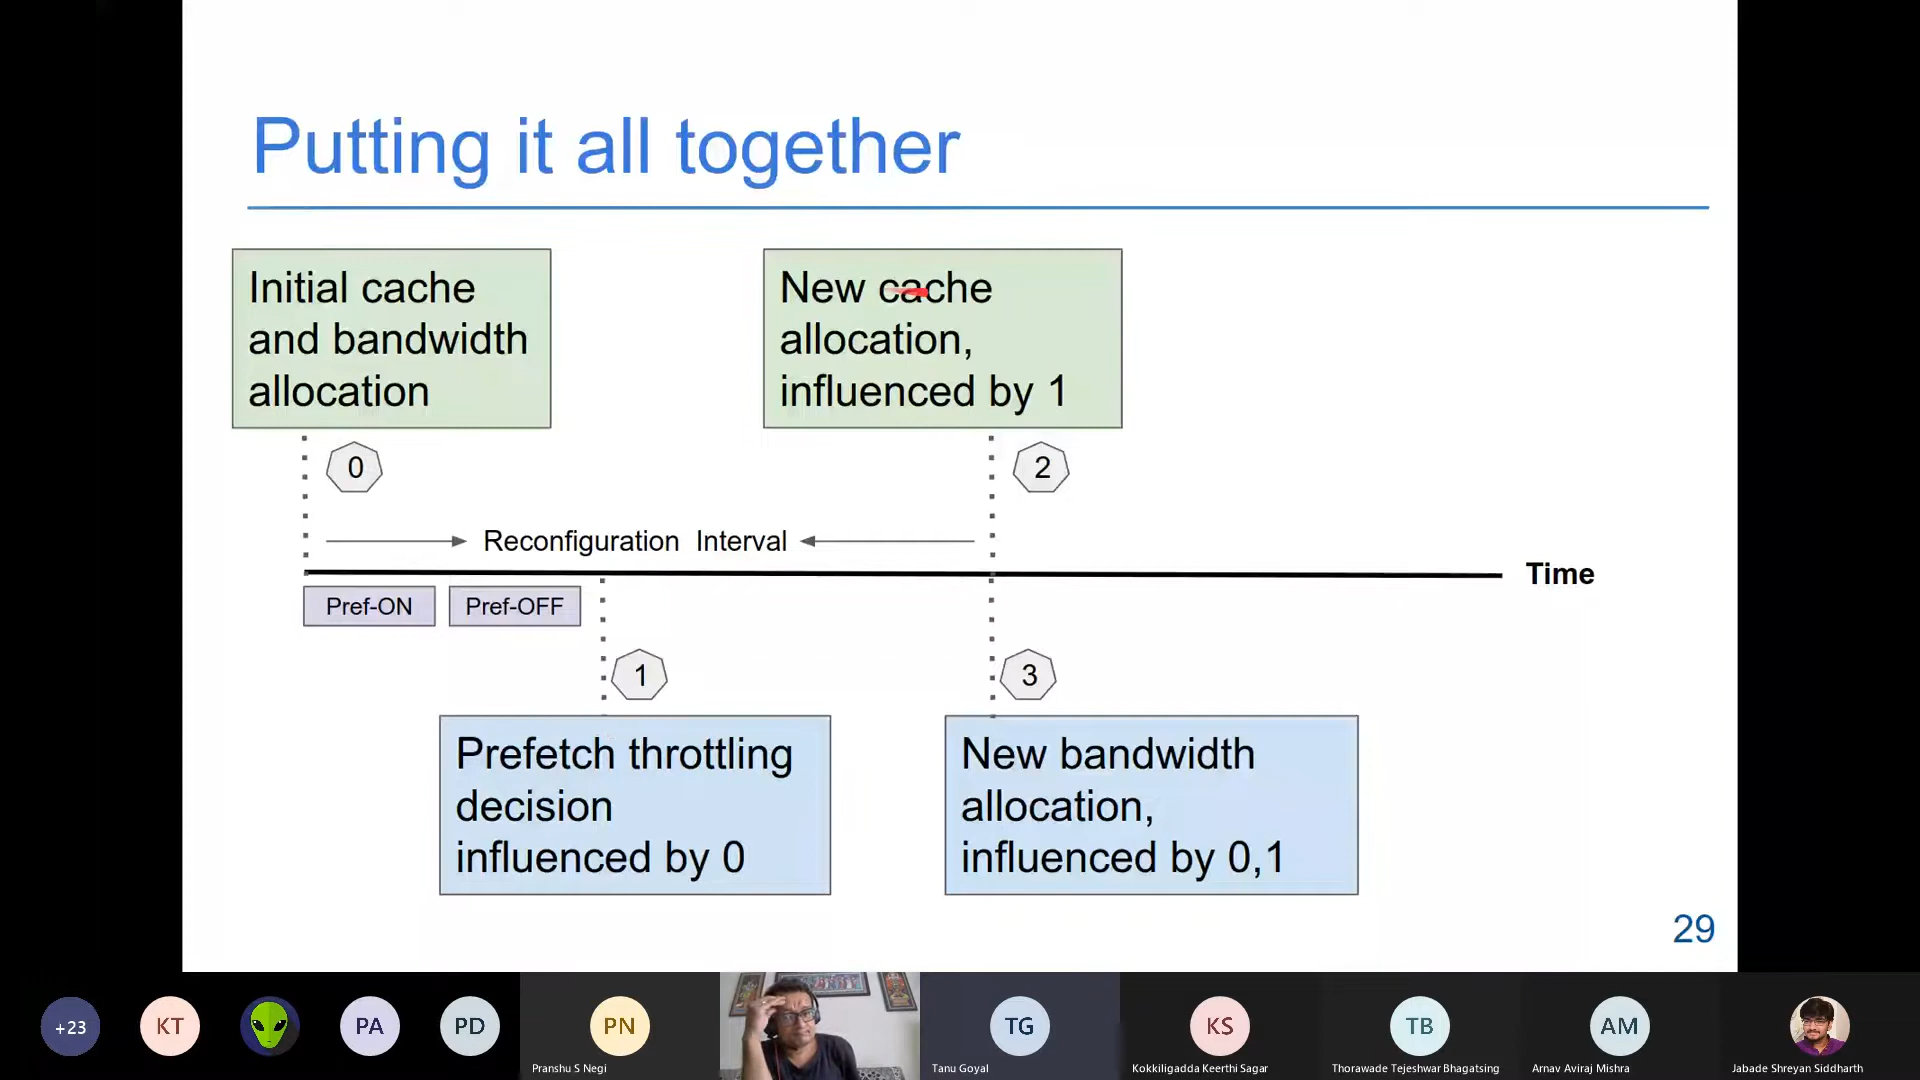 Putting it all together
Initial cache
and bandwidth
allocation
New cache
allocation,
influenced by 1
0
2
Reconfiguration Interval
Time
Pref-ON
Pref-OFF
1
3
Prefetch throttling
decision
influenced by 0
New bandwidth
allocation,
influenced by 0,1
29
+23
KT
PA
PD
PN
TG
KS
TB
AM
Pranshu S Negi
Tanu Goyal
Kokkiligadda Keerthi Sagar
Thorawade Tejeshwar Bhagatsing
Arnav Aviraj Mishra
Jabade Shreyan Siddharth